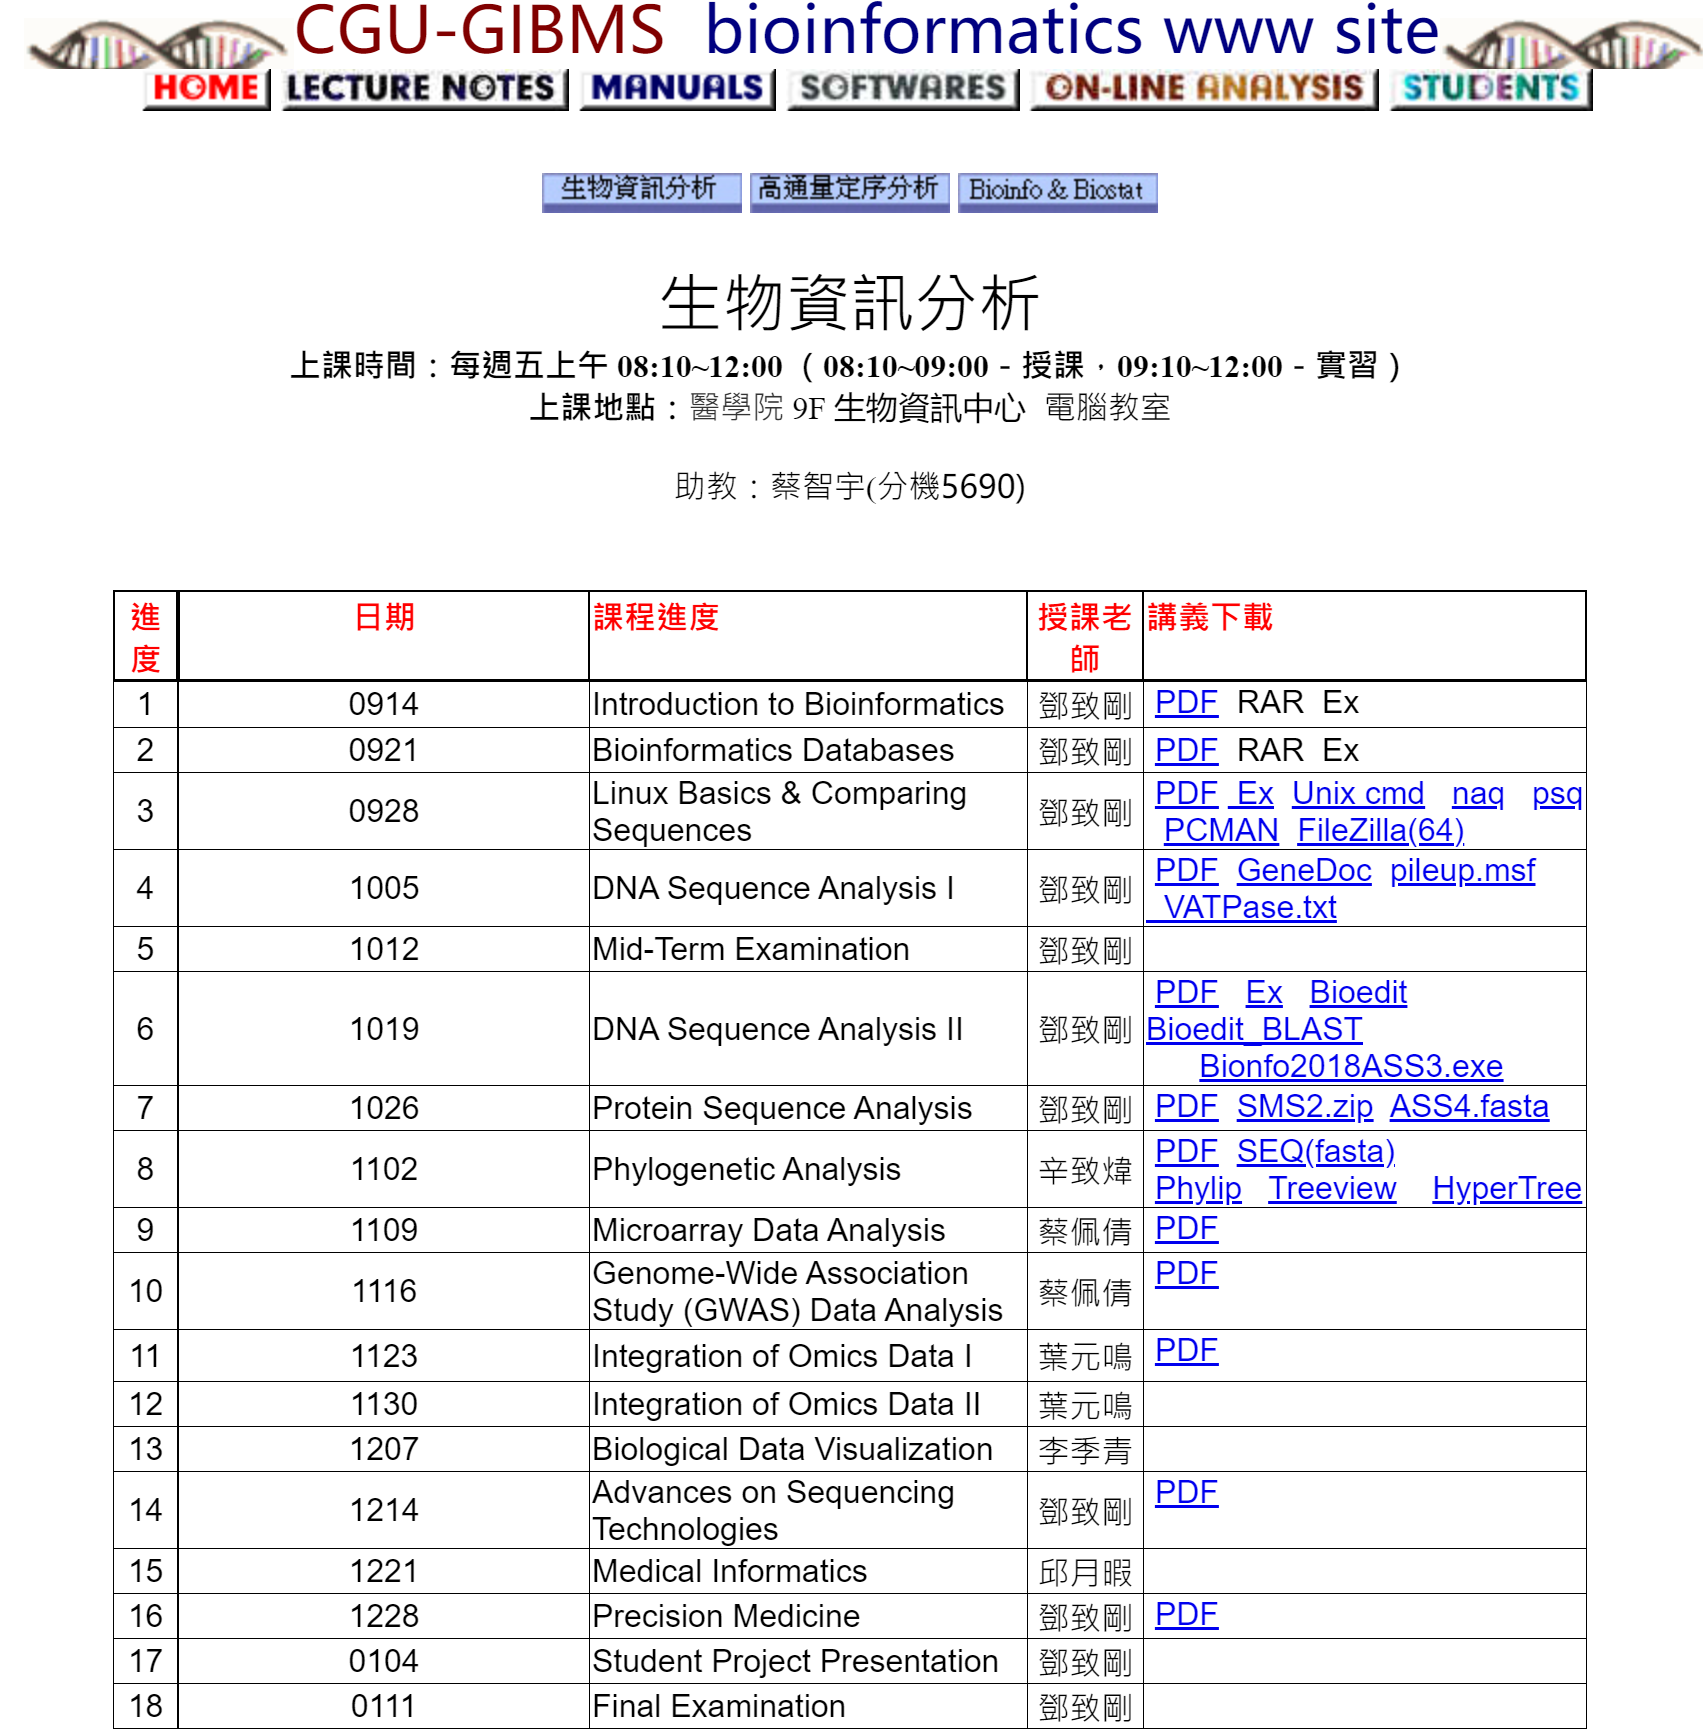 CGU-GIBMS bioinformatics www site
HOME LECTURE NOTES MANUALS SOFTWARES ON-LINE ANALYSIS STUDENTS
生物資訊分析 高通量定序分析 Bioinfo & Biostat
生物資訊分析
上課時間：每週五上午 08:10~12:00 （08:10~09:00－授課，09:10~12:00－實習）
上課地點：醫學院 9F 生物資訊中心 電腦教室
助教：蔡智宇(分機5690)
進度 日期 課程進度 授課老師 講義下載
1 0914 Introduction to Bioinformatics 鄧致剛 PDF RAR Ex
2 0921 Bioinformatics Databases 鄧致剛 PDF RAR Ex
3 0928 Linux Basics & Comparing Sequences 鄧致剛 PDF Ex Unix cmd naq psq PCMAN FileZilla(64)
4 1005 DNA Sequence Analysis I 鄧致剛 PDF GeneDoc pileup.msf VATPase.txt
5 1012 Mid-Term Examination 鄧致剛
6 1019 DNA Sequence Analysis II 鄧致剛 PDF Ex Bioedit Bioedit_BLAST Bionfo2018ASS3.exe
7 1026 Protein Sequence Analysis 鄧致剛 PDF SMS2.zip ASS4.fasta
8 1102 Phylogenetic Analysis 辛致煒 PDF SEQ(fasta) Phylip Treeview HyperTree
9 1109 Microarray Data Analysis 蔡佩倩 PDF
10 1116 Genome-Wide Association Study (GWAS) Data Analysis 蔡佩倩 PDF
11 1123 Integration of Omics Data I 葉元鳴 PDF
12 1130 Integration of Omics Data II 葉元鳴
13 1207 Biological Data Visualization 李季青
14 1214 Advances on Sequencing Technologies 鄧致剛 PDF
15 1221 Medical Informatics 邱月暇
16 1228 Precision Medicine 鄧致剛 PDF
17 0104 Student Project Presentation 鄧致剛
18 0111 Final Examination 鄧致剛